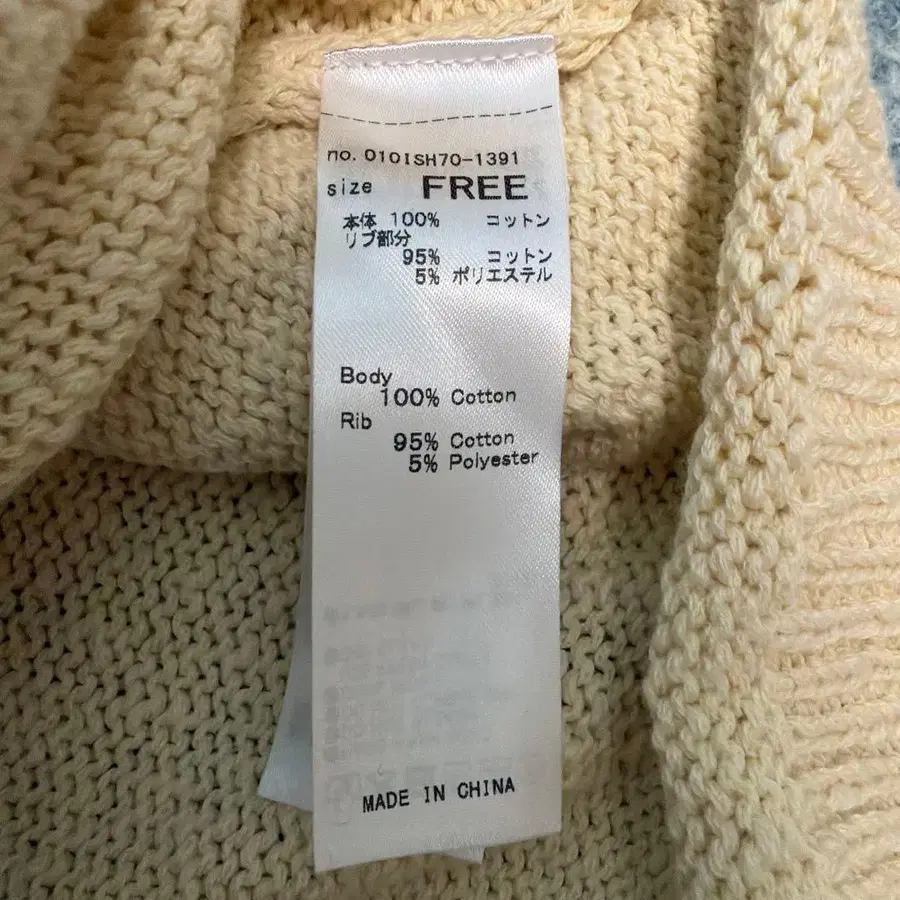 no. 0101SH70-1391
size FREE
本体 100% コットン
リブ部分
95% コットン
5% ポリエステル
Body
100% Cotton
Rib
95% Cotton
5% Polyester
MADE IN CHINA